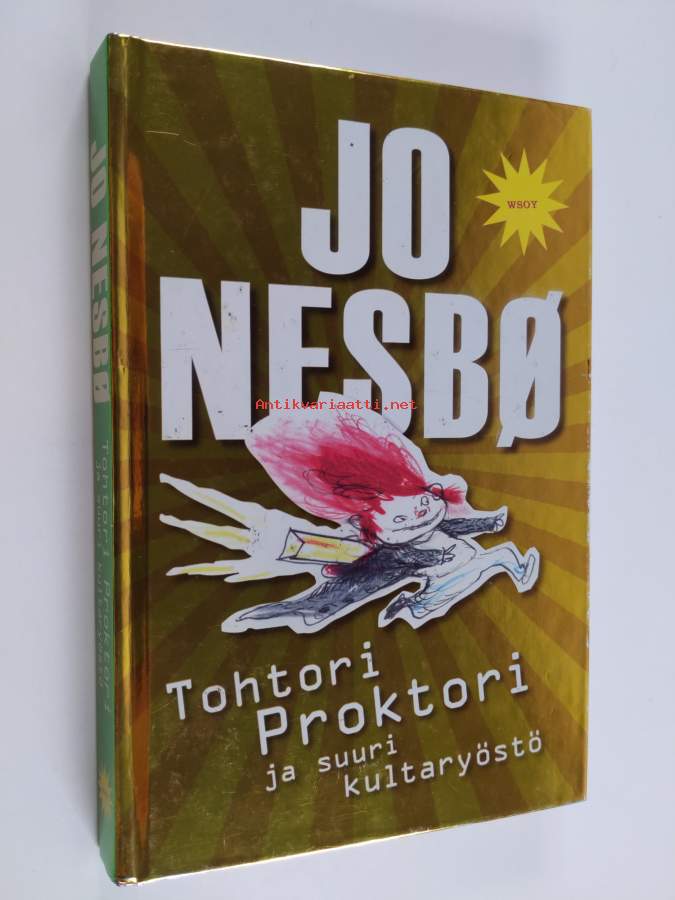 JO
NESBØ
WSOY
Antikvariaatti.net
Tohtori
Proktori
ja suuri
kultaryöstö
JO NESBØ
Tohtori Proktori
ja suuri kultaryöstö